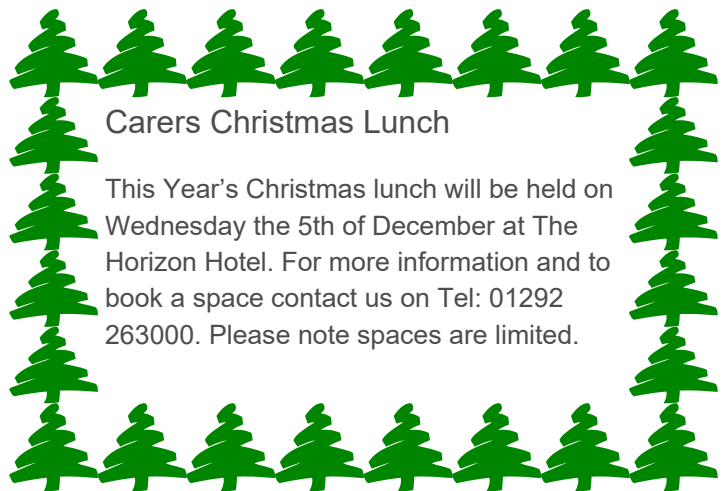 Carers Christmas Lunch
This Year’s Christmas lunch will be held on
Wednesday the 5th of December at The
Horizon Hotel. For more information and to
book a space contact us on Tel: 01292
263000. Please note spaces are limited.